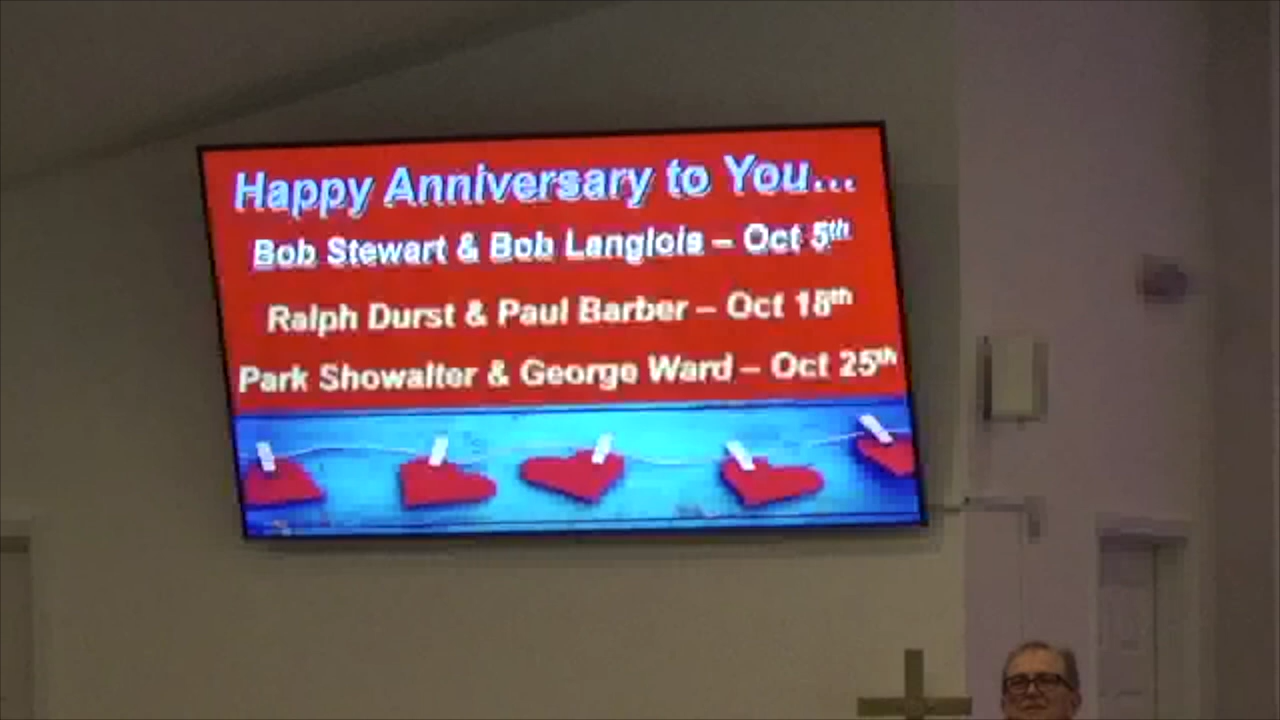 Happy Anniversary to You...
Bob Stewart & Bob Langlois – Oct 5th
Ralph Durst & Paul Barber – Oct 18th
Park Showalter & George Ward – Oct 25th